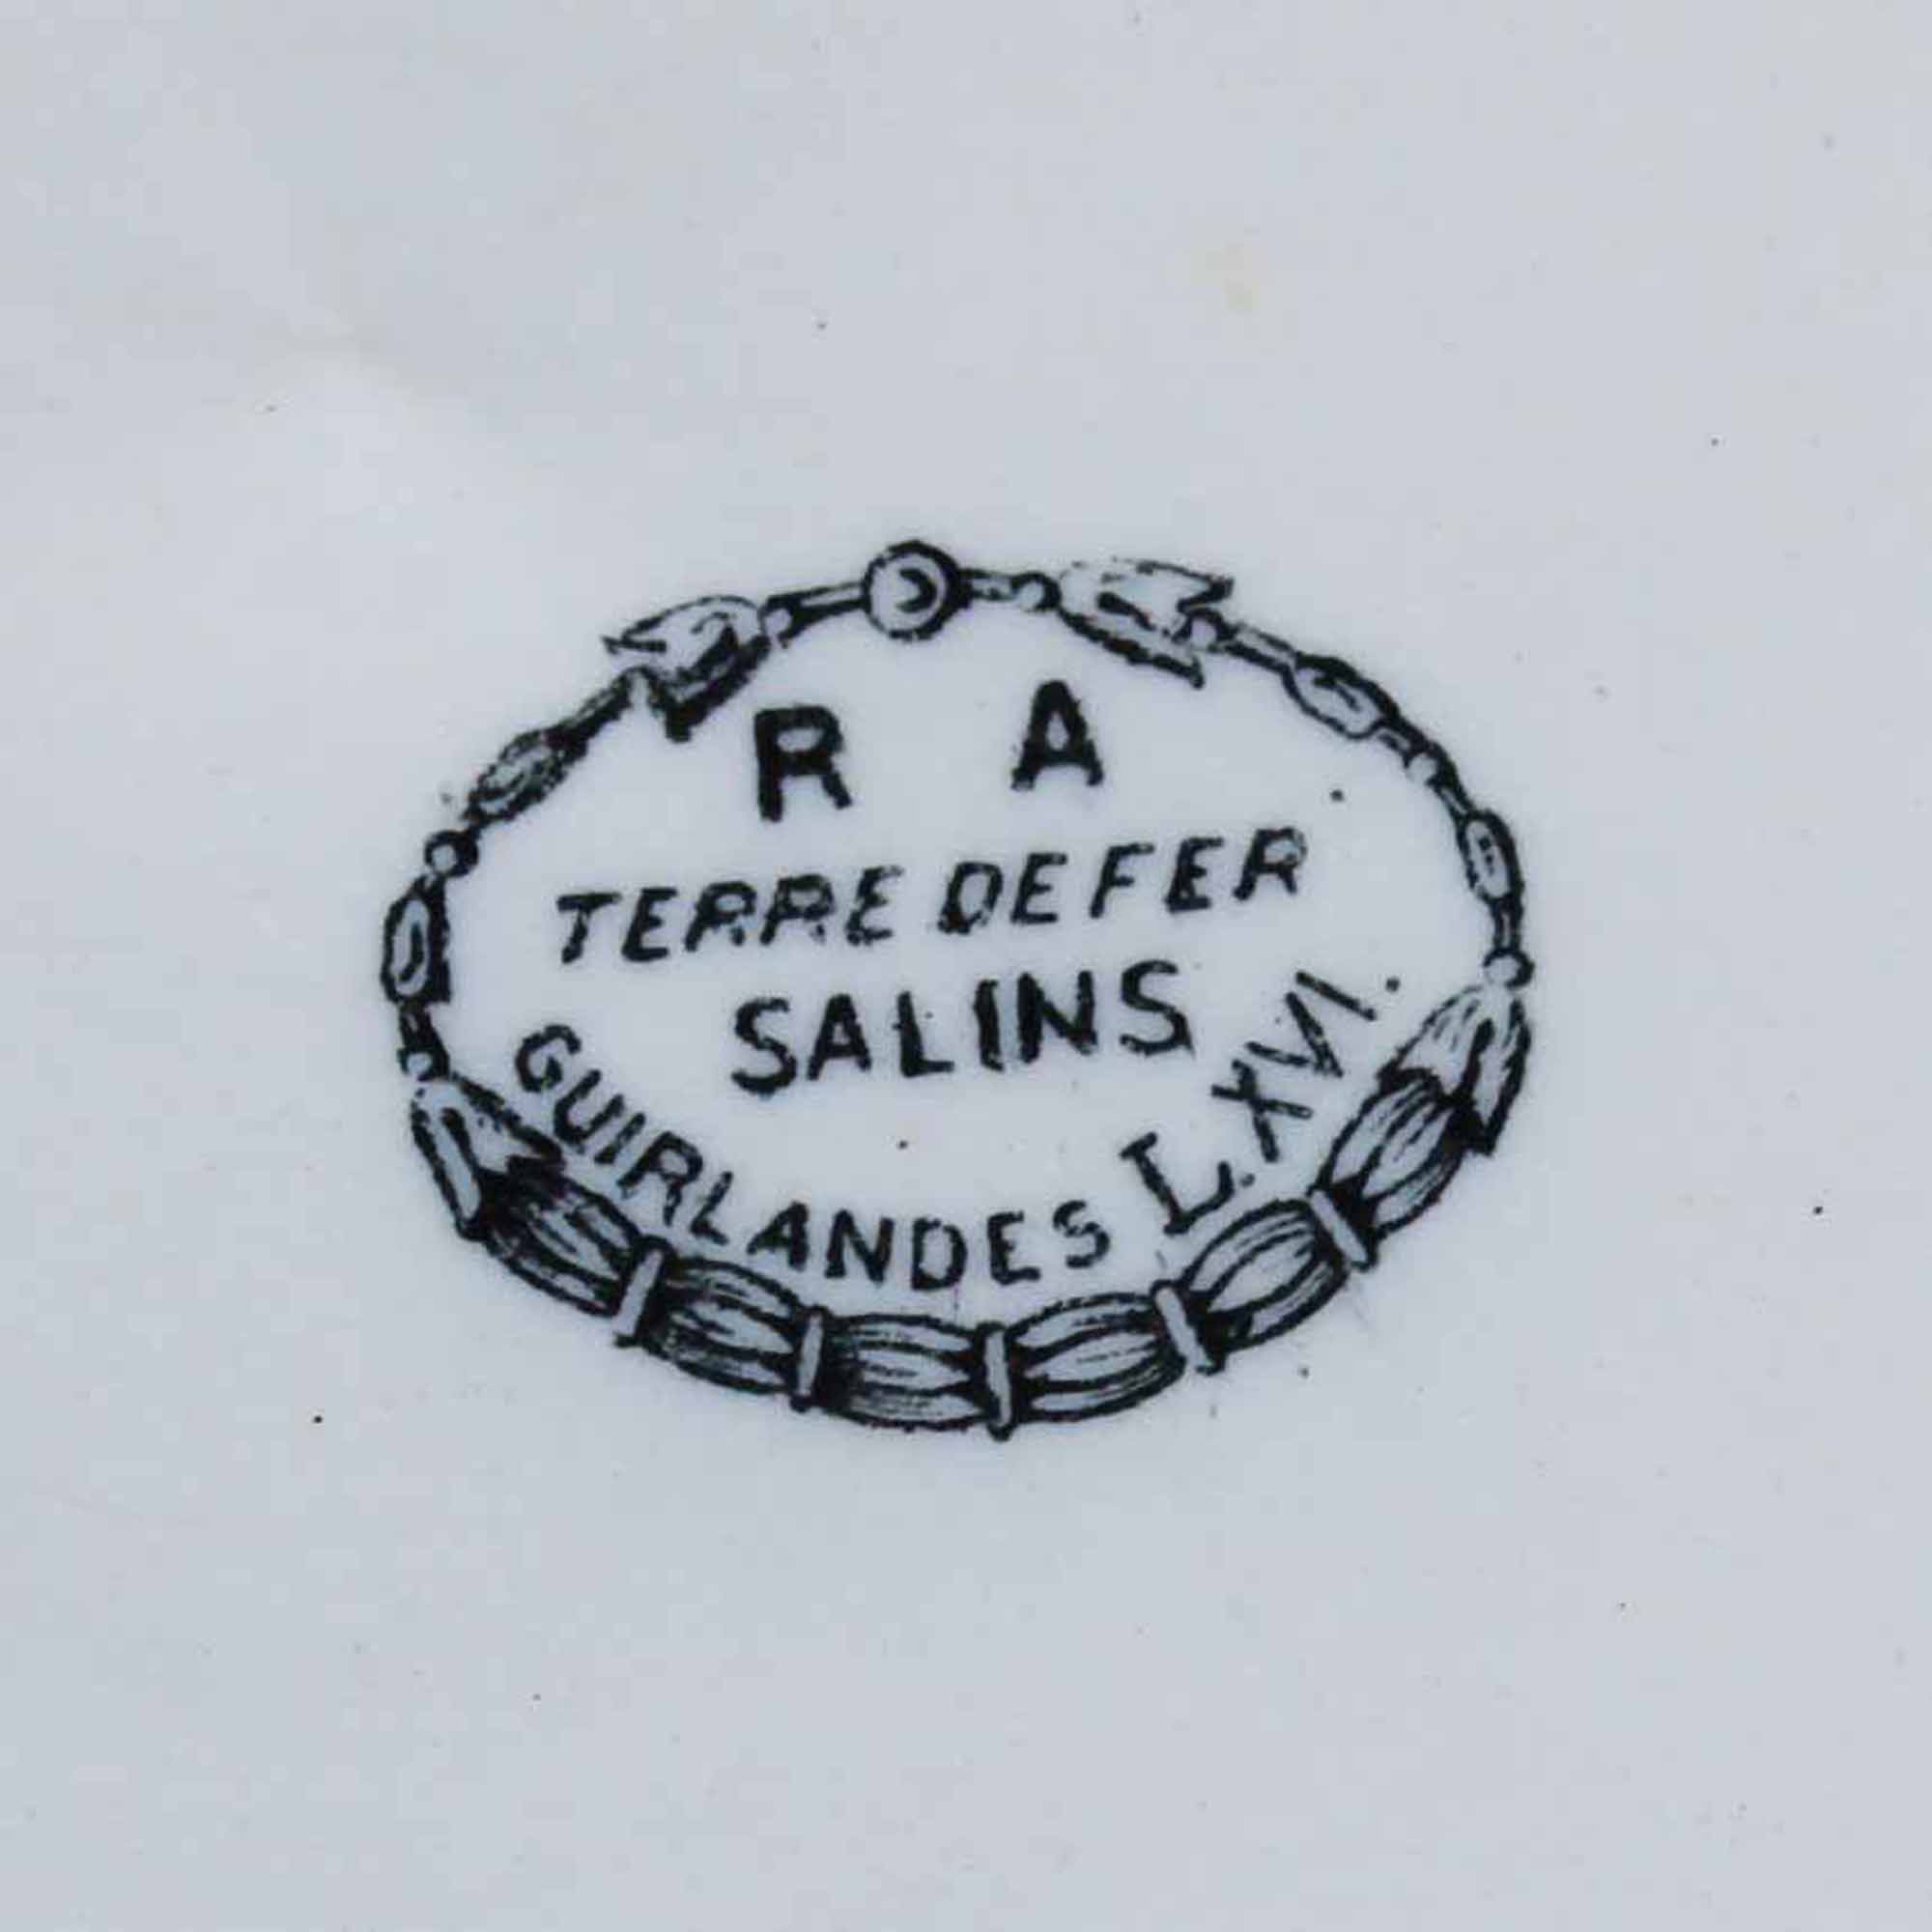 R A
TERRE DE FER
SALINS
GUIRLANDES L.XVI.